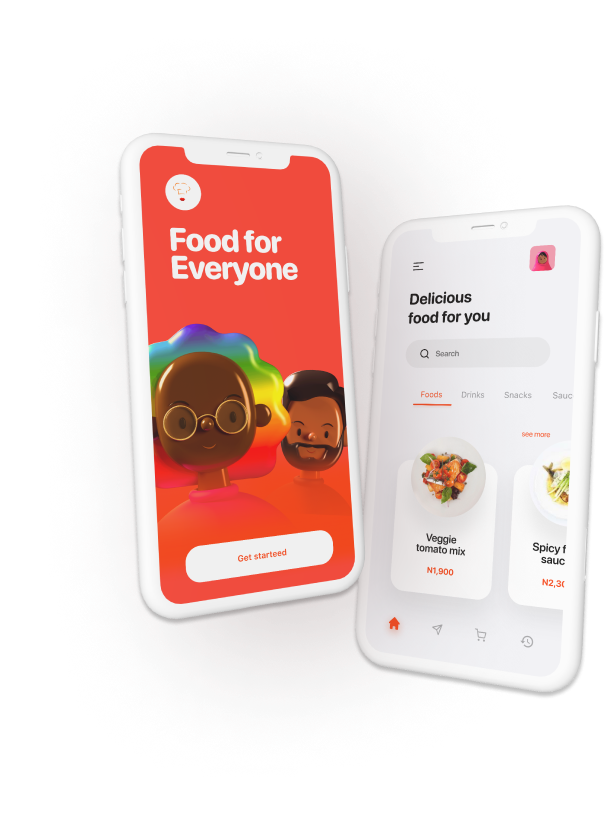 Food for
Everyone
Get starteed
Delicious
food for you
Search
Foods Drinks Snacks Sauc
see more
Veggie
tomato mix
N1,900
Spicy f
sauc
N2,30